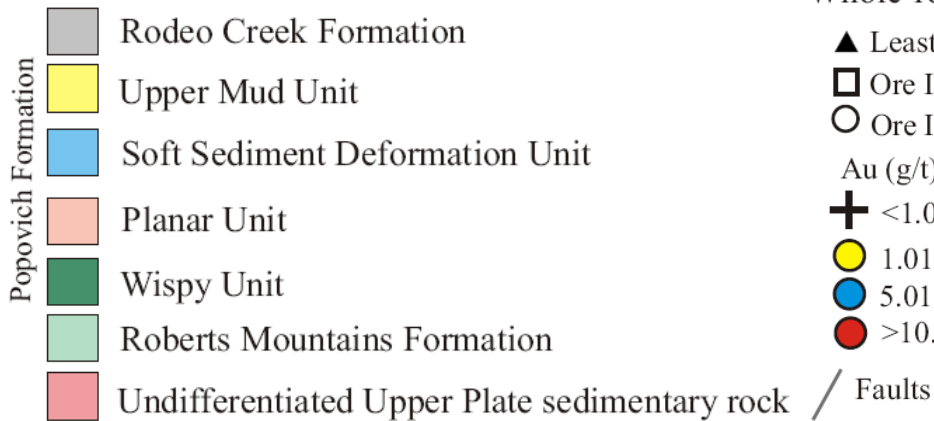 Rodeo Creek Formation
Upper Mud Unit
Soft Sediment Deformation Unit
Planar Unit
Wispy Unit
Roberts Mountains Formation
Undifferentiated Upper Plate sedimentary rock
Popovich Formation
Least
Ore I
Ore I
Au (g/t)
<1.0
1.01
5.01
>10.
Faults